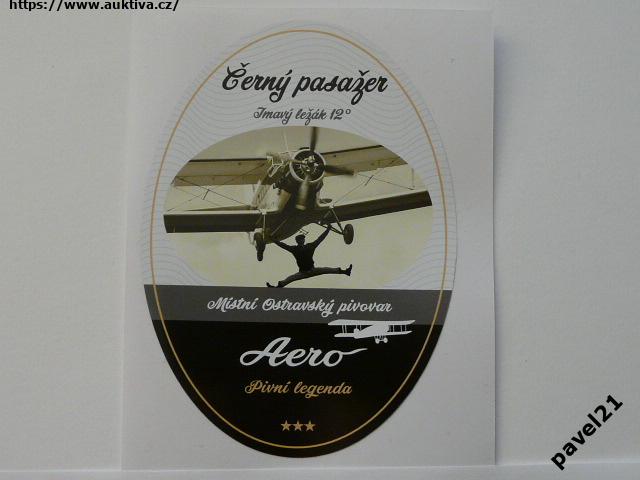 https://www.auktiva.cz/
Černý pasažer
Tmavý ležák 12°
Místní Ostravský pivovar
Aero
Pivní legenda
pavel21